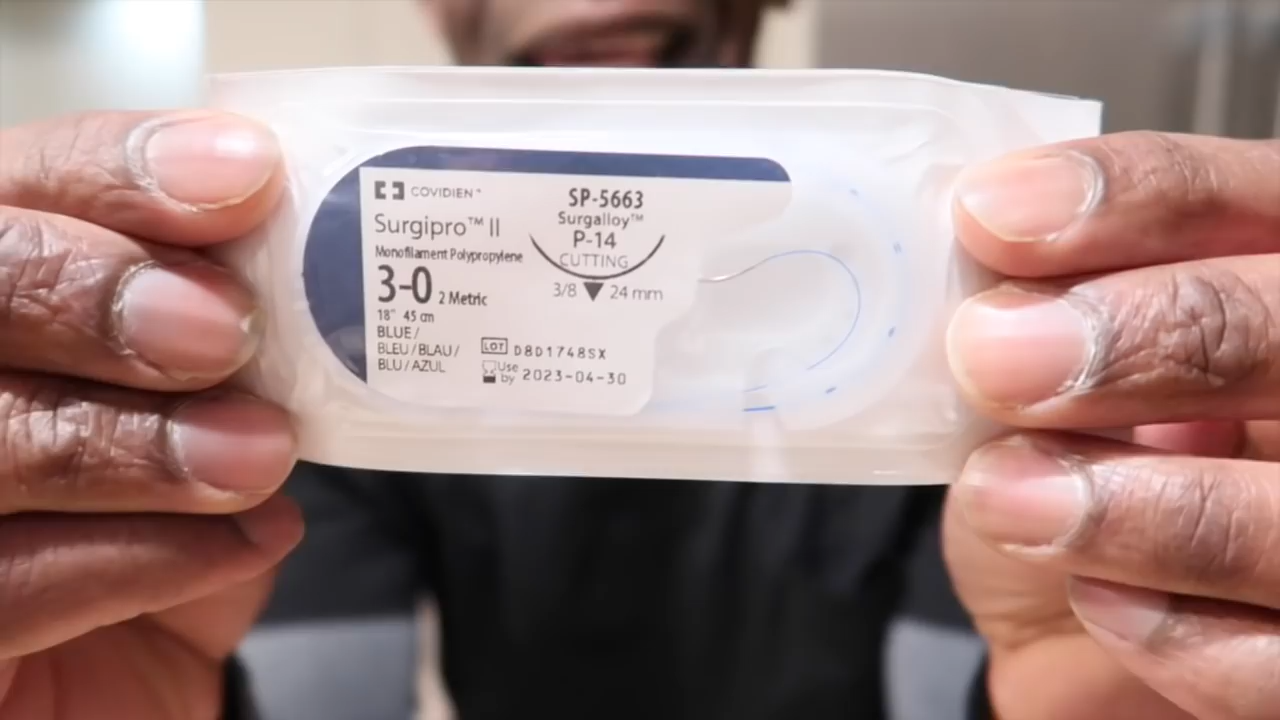 COVIDIEN™
Surgipro™ II
Monofilament Polypropylene
3-0 2 Metric
18" 45 cm
BLUE /
BLEU / BLAU /
BLU / AZUL
SP-5663
Surgalloy™
P-14
CUTTING
3/8 24 mm
LOT D8D1748SX
Use by 2023-04-30